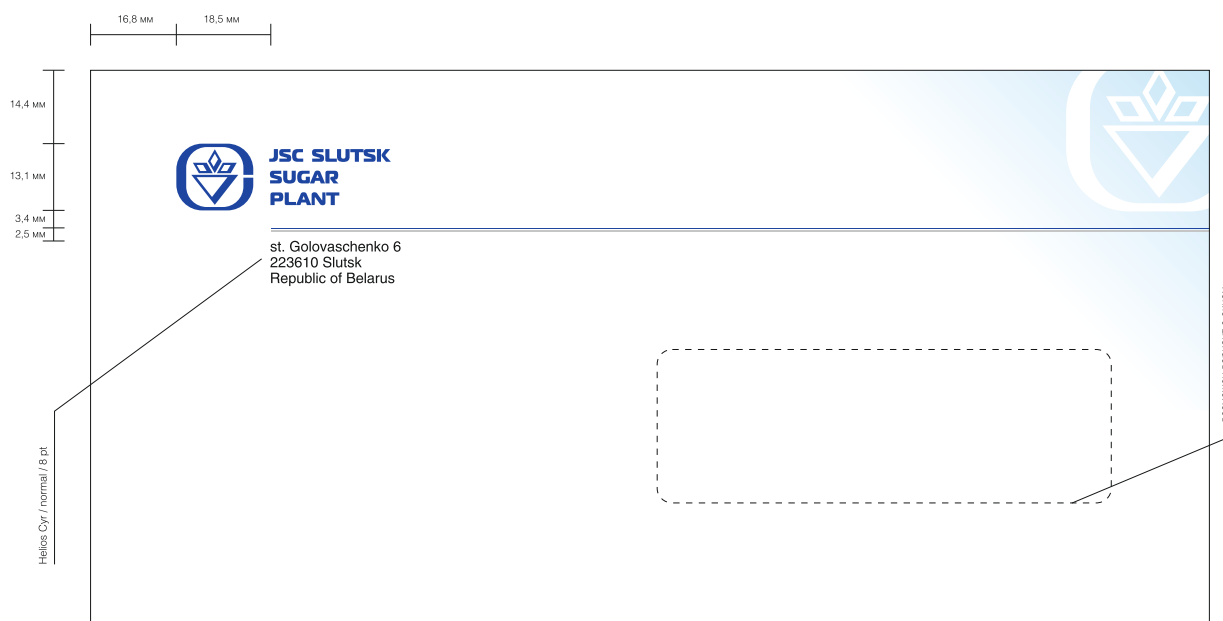 16,8 мм 18,5 мм
14,4 мм
13,1 мм
3,4 мм
2,5 мм
JSC SLUTSK
SUGAR
PLANT
st. Golovaschenko 6
223610 Slutsk
Republic of Belarus
Helios Cyr / normal / 8 pt